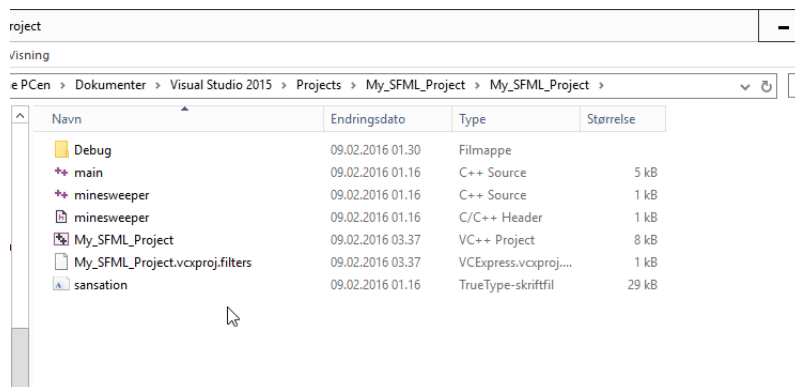 roject
Visning
e PCen > Dokumenter > Visual Studio 2015 > Projects > My_SFML_Project > My_SFML_Project >
Navn Endringsdato Type Størrelse
Debug 09.02.2016 01.30 Filmappe
main 09.02.2016 01.16 C++ Source 5 kB
minesweeper 09.02.2016 01.16 C++ Source 1 kB
minesweeper 09.02.2016 01.16 C/C++ Header 1 kB
My_SFML_Project 09.02.2016 03.37 VC++ Project 8 kB
My_SFML_Project.vcxproj.filters 09.02.2016 03.37 VCExpress.vcxproj.... 1 kB
sansation 09.02.2016 01.16 TrueType-skriftfil 29 kB